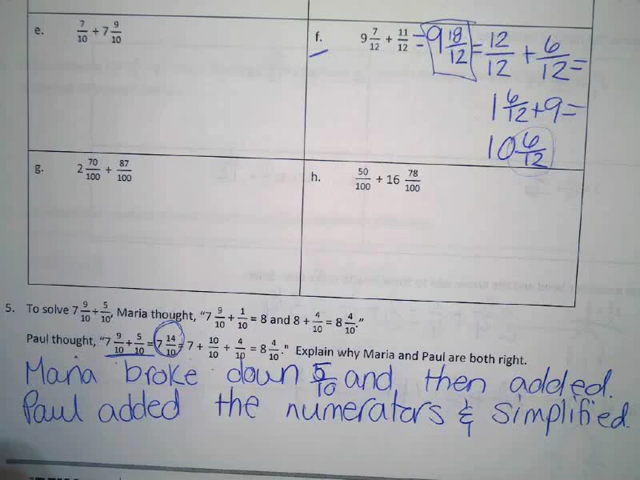 e. 7/10 + 7 9/10
f. 9 7/12 + 11/12 = 9 18/12 = 12/12 + 6/12 =
1 6/12 + 9 =
10 6/12
g. 2 70/100 + 87/100
h. 50/100 + 16 78/100
5. To solve 7 9/10 + 5/10, Maria thought, "7 9/10 + 1/10 = 8 and 8 + 4/10 = 8 4/10."
Paul thought, "7 9/10 + 5/10 = 7 14/10 = 7 + 10/10 + 4/10 = 8 4/10." Explain why Maria and Paul are both right.
Maria broke down 5/10 and then added.
Paul added the numerators & simplified.